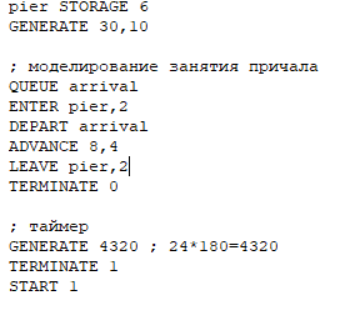 pier STORAGE 6
GENERATE 30,10
; моделирование занятия причала
QUEUE arrival
ENTER pier,2
DEPART arrival
ADVANCE 8,4
LEAVE pier,2
TERMINATE 0
; таймер
GENERATE 4320 ; 24*180=4320
TERMINATE 1
START 1